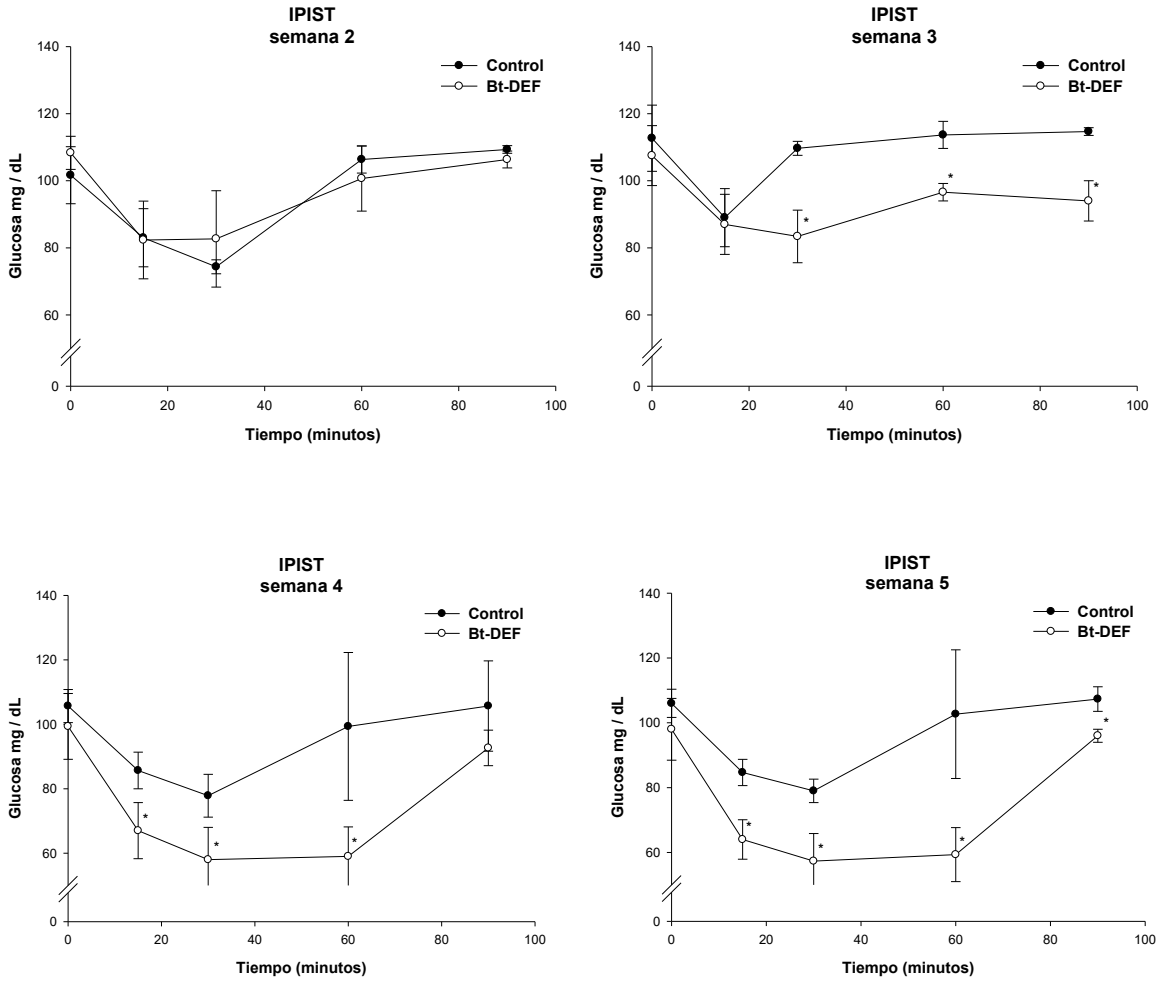 IPIST
semana 2
Control
Bt-DEF
140
120
100
80
60
0
Glucosa mg / dL
0 20 40 60 80 100
Tiempo (minutos)
IPIST
semana 3
Control
Bt-DEF
140
120
100
80
60
0
Glucosa mg / dL
* * *
0 20 40 60 80 100
Tiempo (minutos)
IPIST
semana 4
Control
Bt-DEF
140
120
100
80
60
0
Glucosa mg / dL
* * *
0 20 40 60 80 100
Tiempo (minutos)
IPIST
semana 5
Control
Bt-DEF
140
120
100
80
60
0
Glucosa mg / dL
* * * *
0 20 40 60 80 100
Tiempo (minutos)